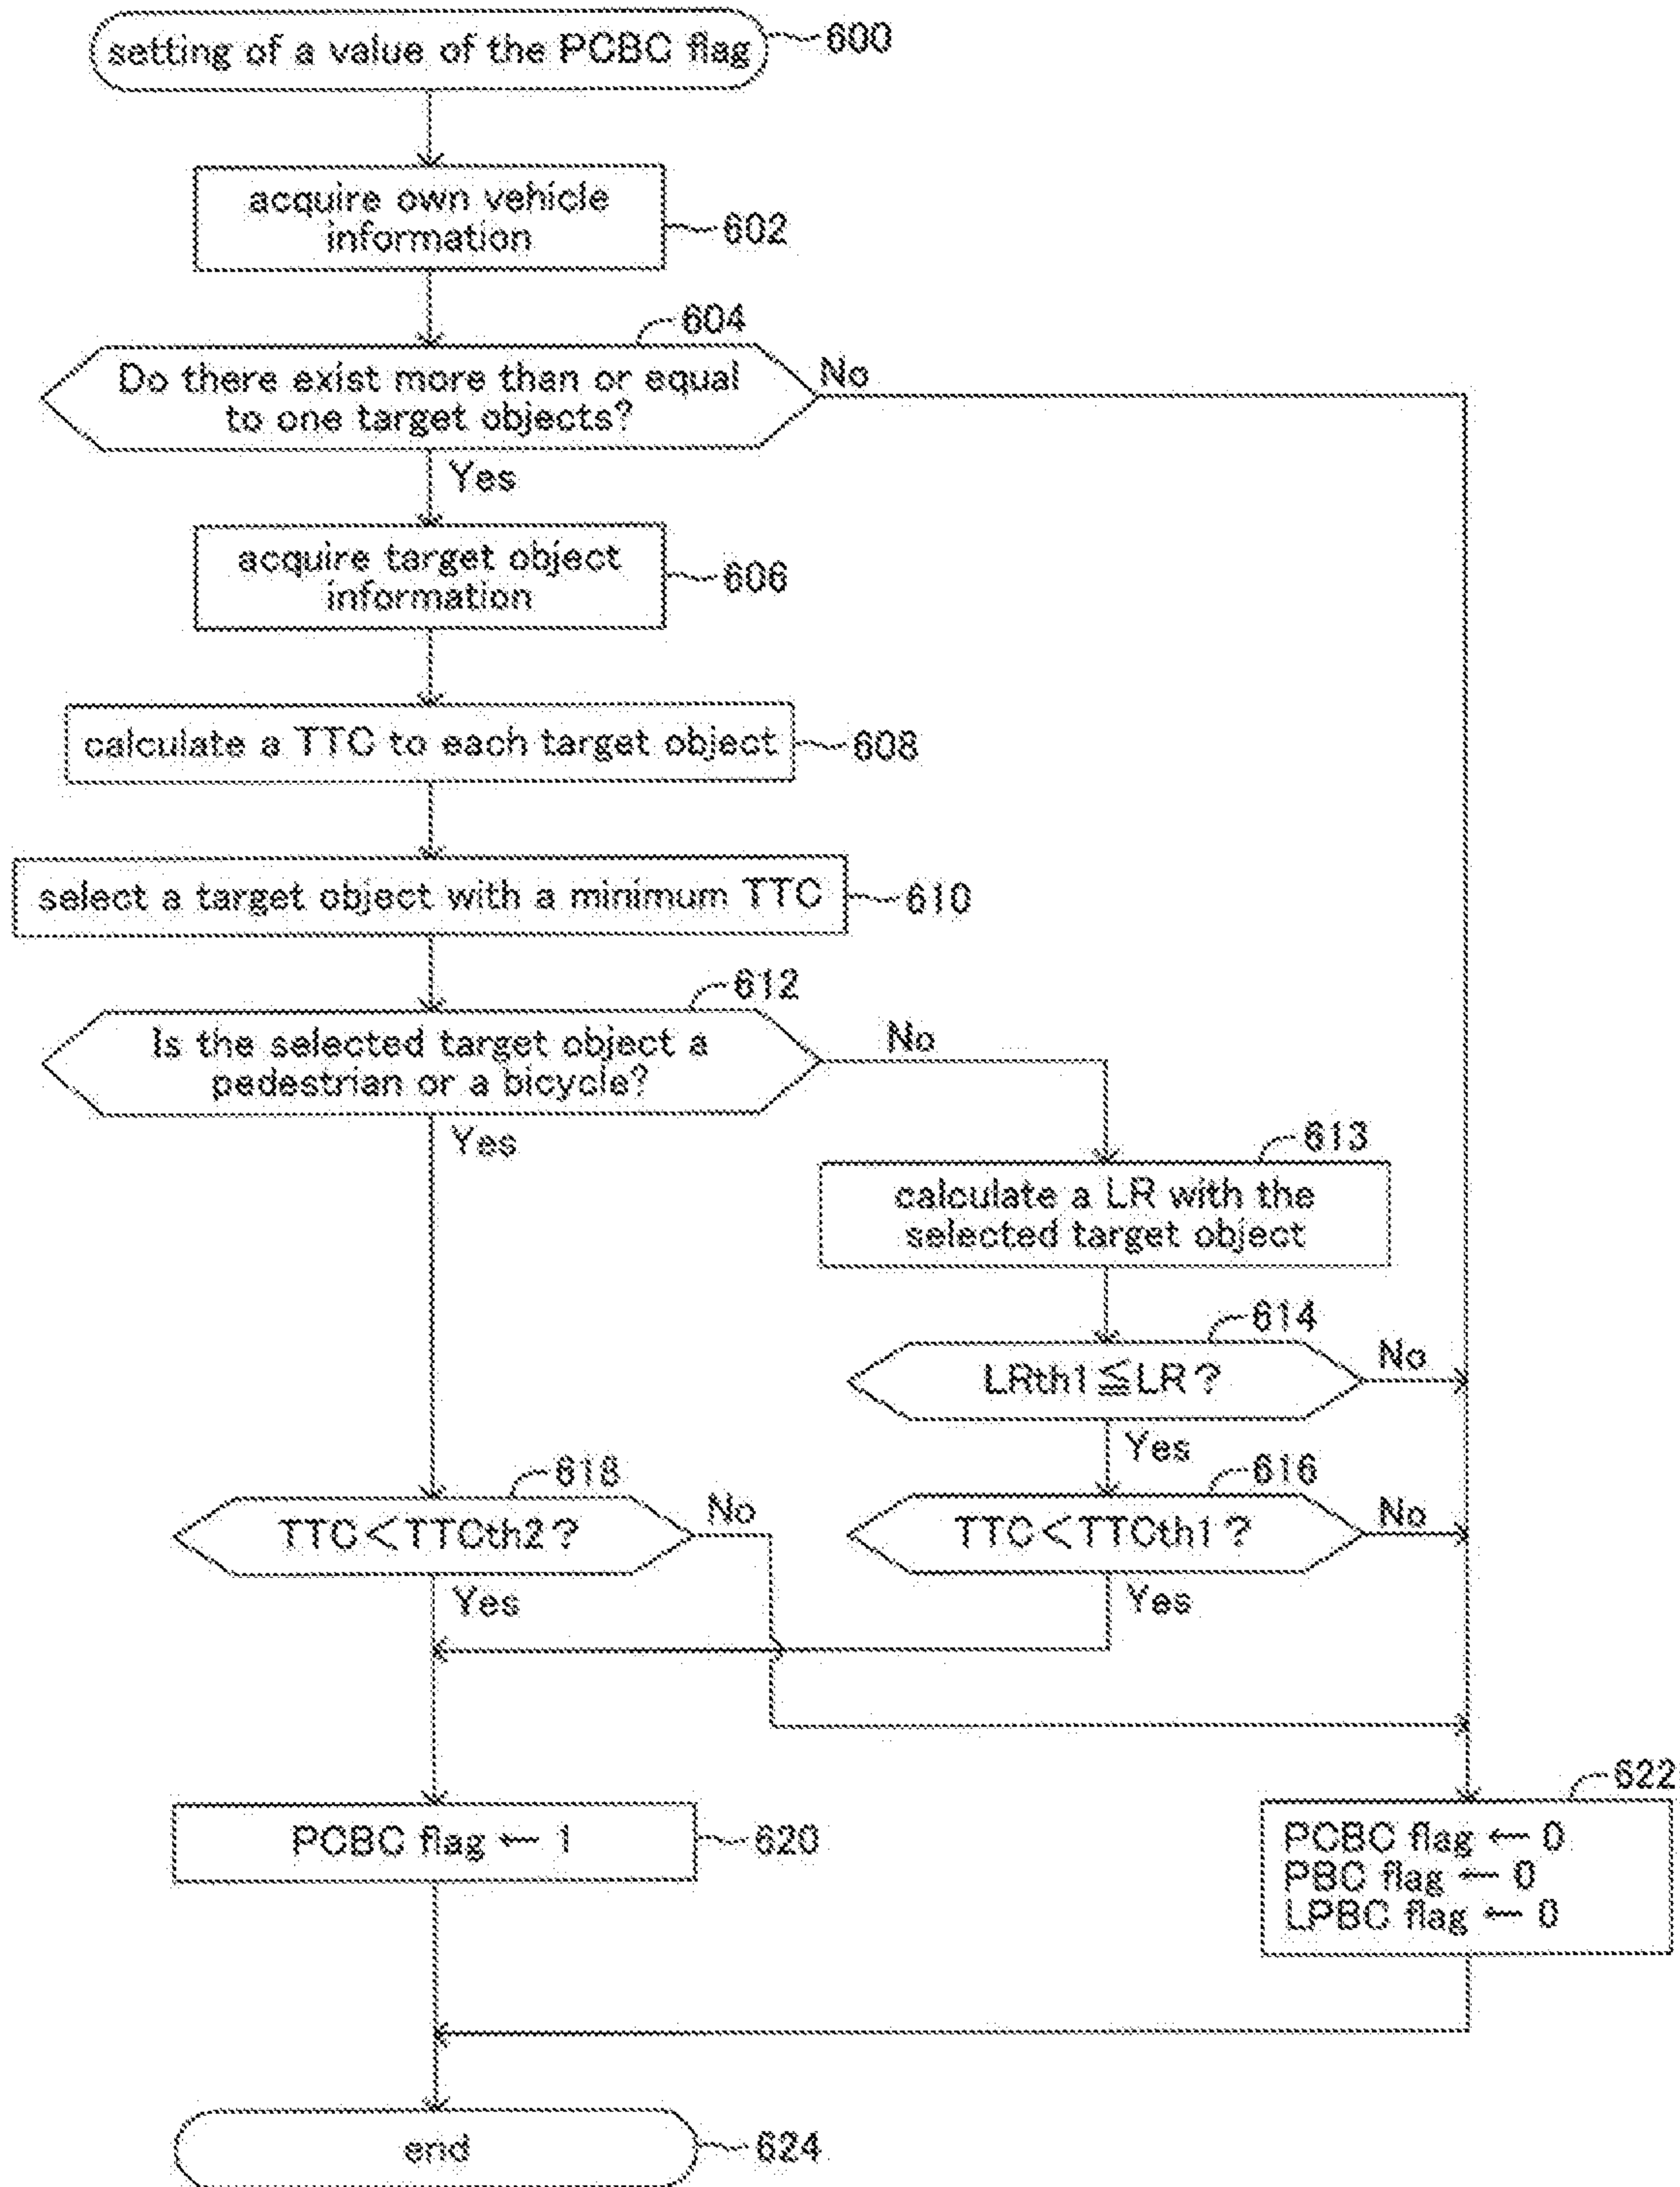 setting of a value of the PCBC flag
600
acquire own vehicle
information
602
604
Do there exist more than or equal
to one target objects?
No
Yes
acquire target object
information
606
calculate a TTC to each target object
608
select a target object with a minimum TTC
610
612
Is the selected target object a
pedestrian or a bicycle?
No
Yes
613
calculate a LR with the
selected target object
614
LRth1≦LR?
No
Yes
618
TTC<TTCth2?
No
Yes
616
TTC<TTCth1?
No
Yes
PCBC flag ← 1
620
622
PCBC flag ← 0
PBC flag ← 0
LPBC flag ← 0
end
624